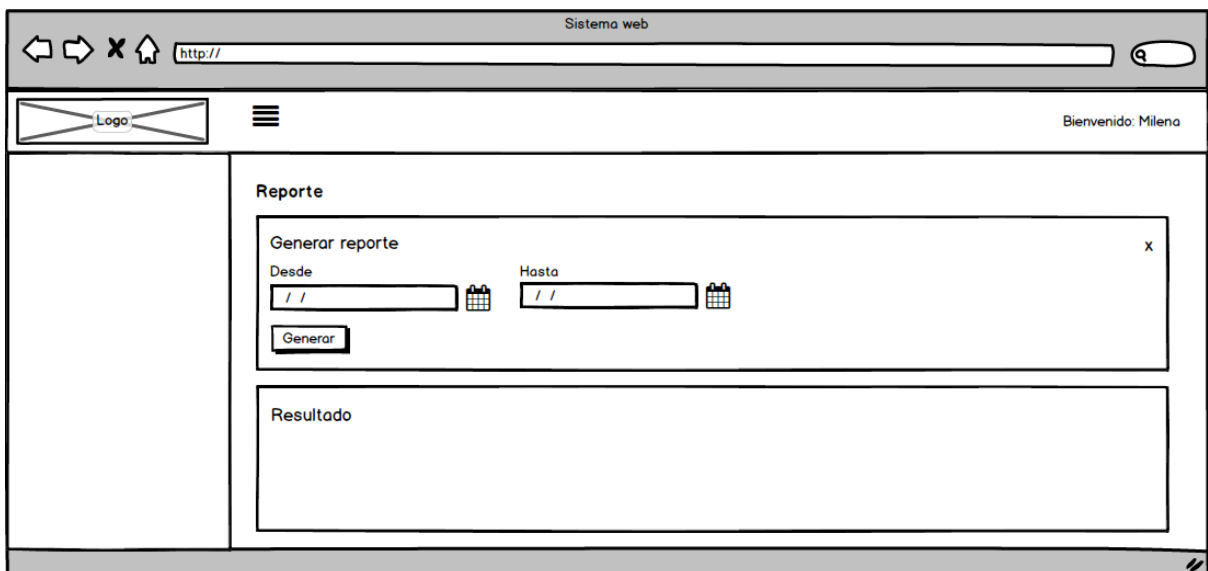 Sistema web
http://
Logo
Bienvenido: Milena
Reporte
Generar reporte
x
Desde
Hasta
/ /
/ /
Generar
Resultado